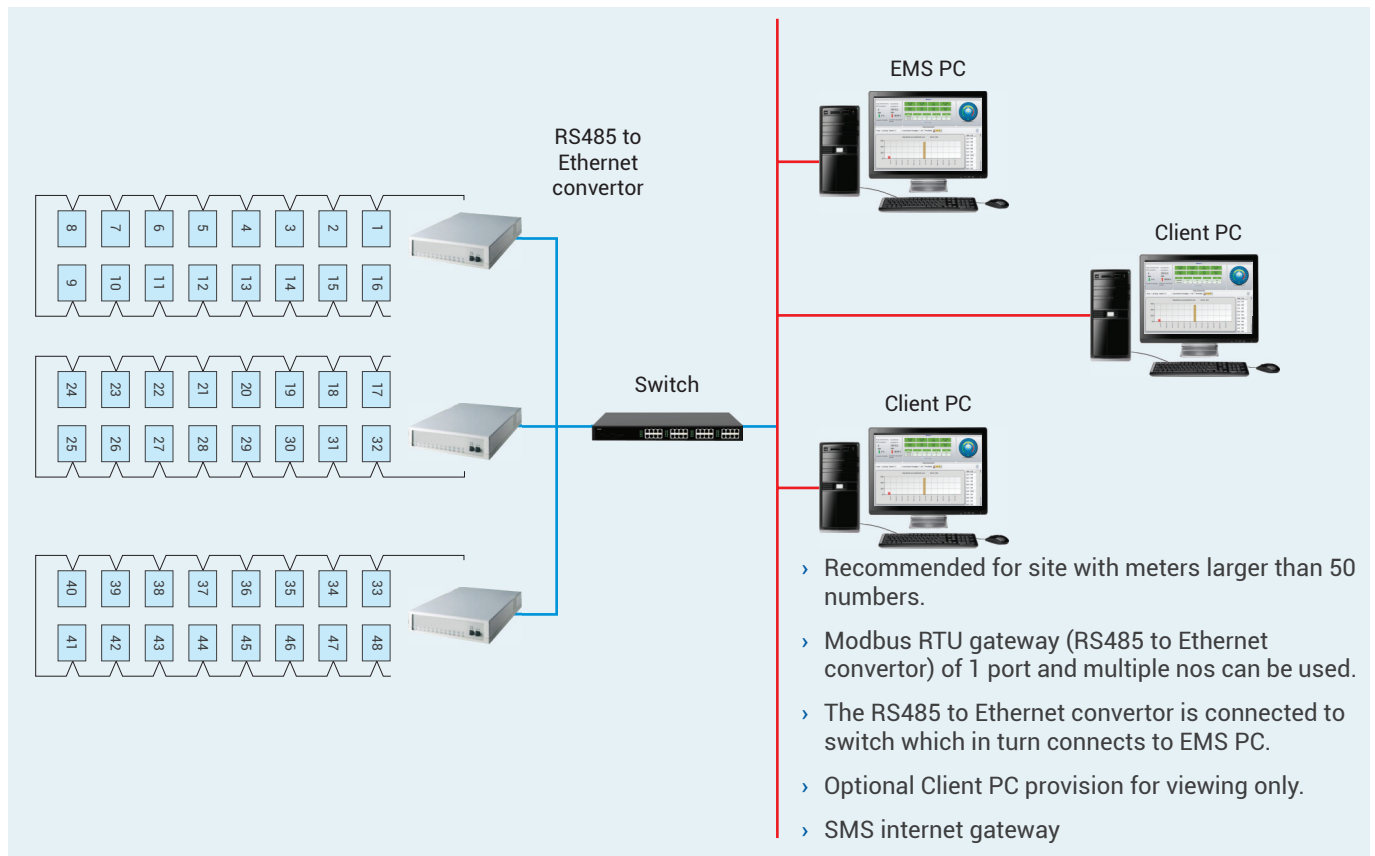 EMS PC
RS485 to
Ethernet
convertor
8 7 6 5 4 3 2 1
9 10 11 12 13 14 15 16
Client PC
24 23 22 21 20 19 18 17
25 26 27 28 29 30 31 32
Switch
Client PC
40 39 38 37 36 35 34 33
41 42 43 44 45 46 47 48
› Recommended for site with meters larger than 50
numbers.
› Modbus RTU gateway (RS485 to Ethernet
convertor) of 1 port and multiple nos can be used.
› The RS485 to Ethernet convertor is connected to
switch which in turn connects to EMS PC.
› Optional Client PC provision for viewing only.
› SMS internet gateway